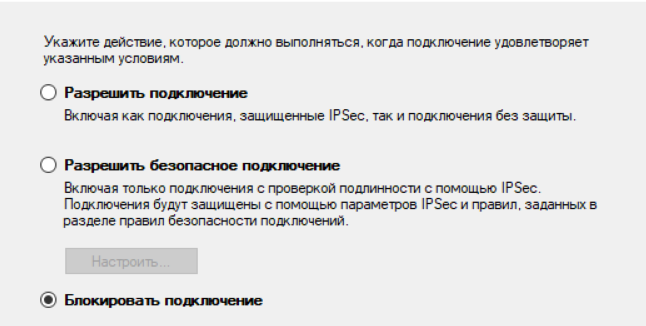 Укажите действие, которое должно выполняться, когда подключение удовлетворяет
указанным условиям.
Разрешить подключение
Включая как подключения, защищенные IPSec, так и подключения без защиты.
Разрешить безопасное подключение
Включая только подключения с проверкой подлинности с помощью IPSec.
Подключения будут защищены с помощью параметров IPSec и правил, заданных в
разделе правил безопасности подключений.
Настроить...
Блокировать подключение